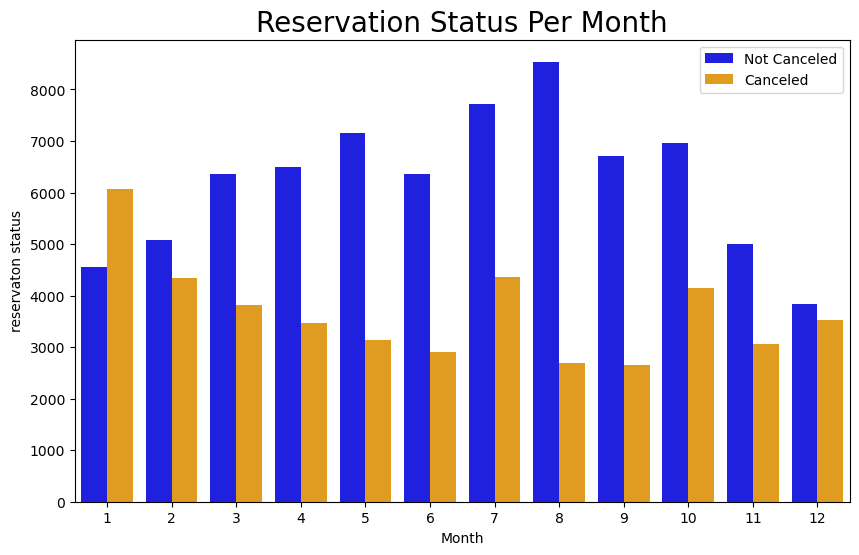 Reservation Status Per Month
Not Canceled
Canceled
reservaton status
8000
7000
6000
5000
4000
3000
2000
1000
0
1 2 3 4 5 6 7 8 9 10 11 12
Month